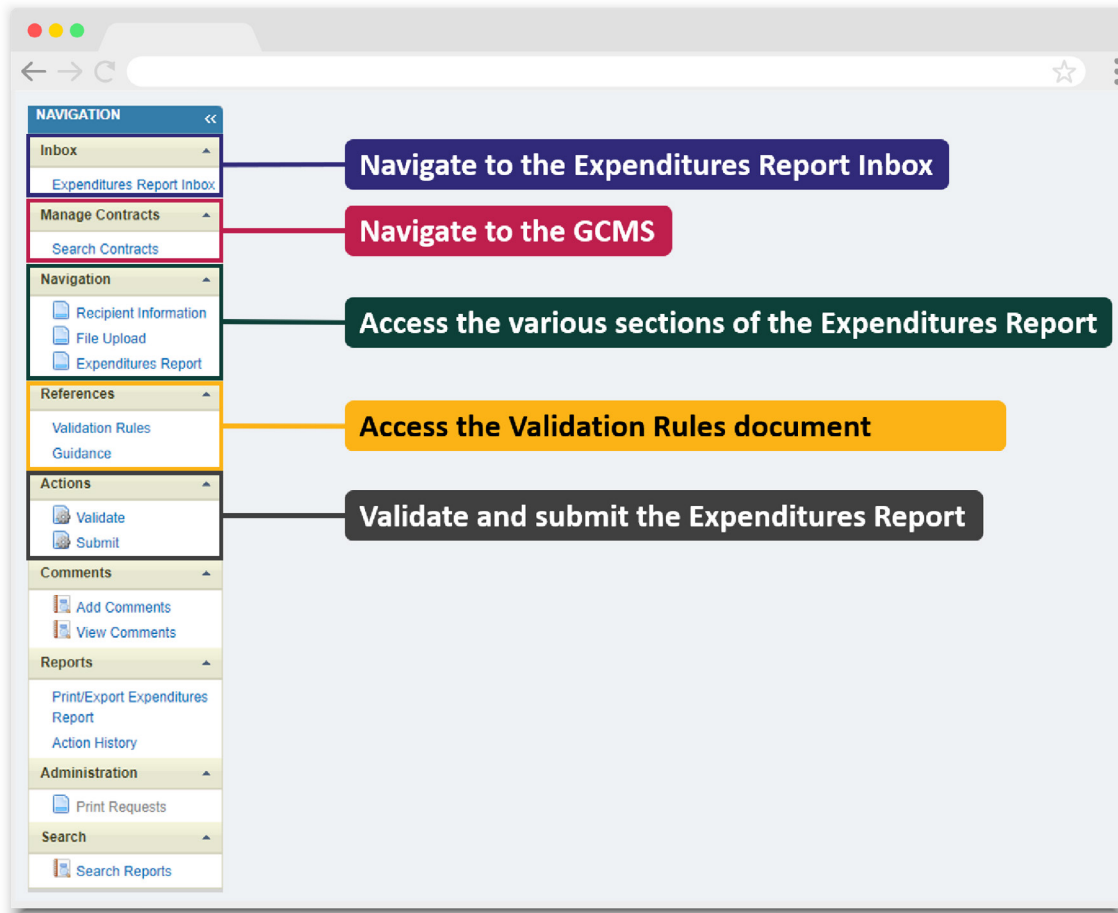 NAVIGATION «
Inbox
Expenditures Report Inbox
Navigate to the Expenditures Report Inbox
Manage Contracts
Search Contracts
Navigate to the GCMS
Navigation
Recipient Information
File Upload
Expenditures Report
Access the various sections of the Expenditures Report
References
Validation Rules
Guidance
Access the Validation Rules document
Actions
Validate
Submit
Validate and submit the Expenditures Report
Comments
Add Comments
View Comments
Reports
Print/Export Expenditures
Report
Action History
Administration
Print Requests
Search
Search Reports